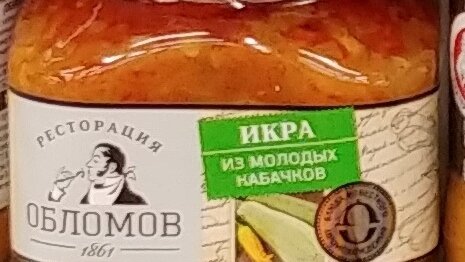 РЕСТОРАЦИЯ
ОБЛОМОВ
1861
ИКРА
ИЗ МОЛОДЫХ
КАБАЧКОВ